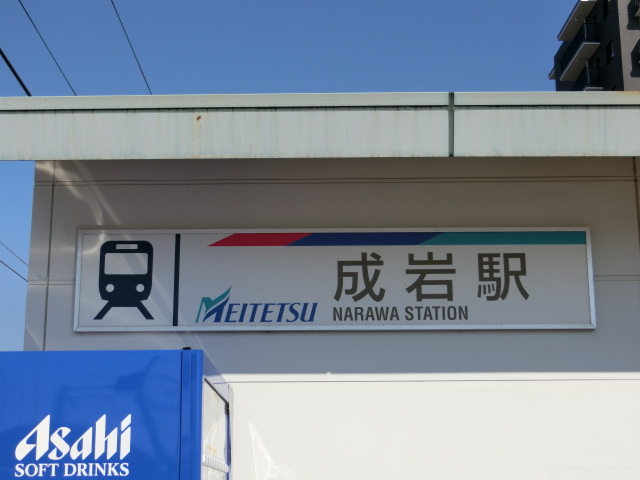 成岩駅
MEITETSU
NARAWA STATION
Asahi
SOFT DRINKS